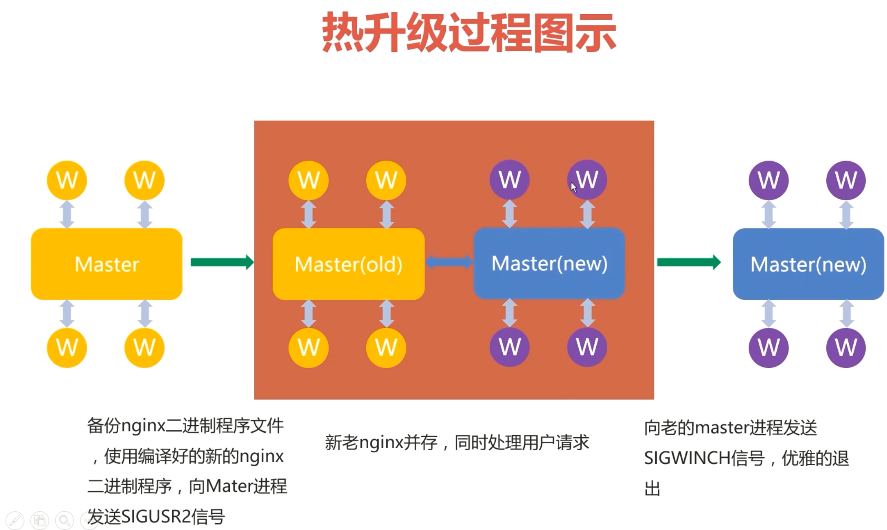 热升级过程图示
W W W W W W W W
Master Master(old) Master(new) Master(new)
W W W W W W W W
备份nginx二进制程序文件
，使用编译好的新的nginx
二进制程序，向Mater进程
发送SIGUSR2信号
新老nginx并存，同时处理用户请求
向老的master进程发送
SIGWINCH信号，优雅的退
出